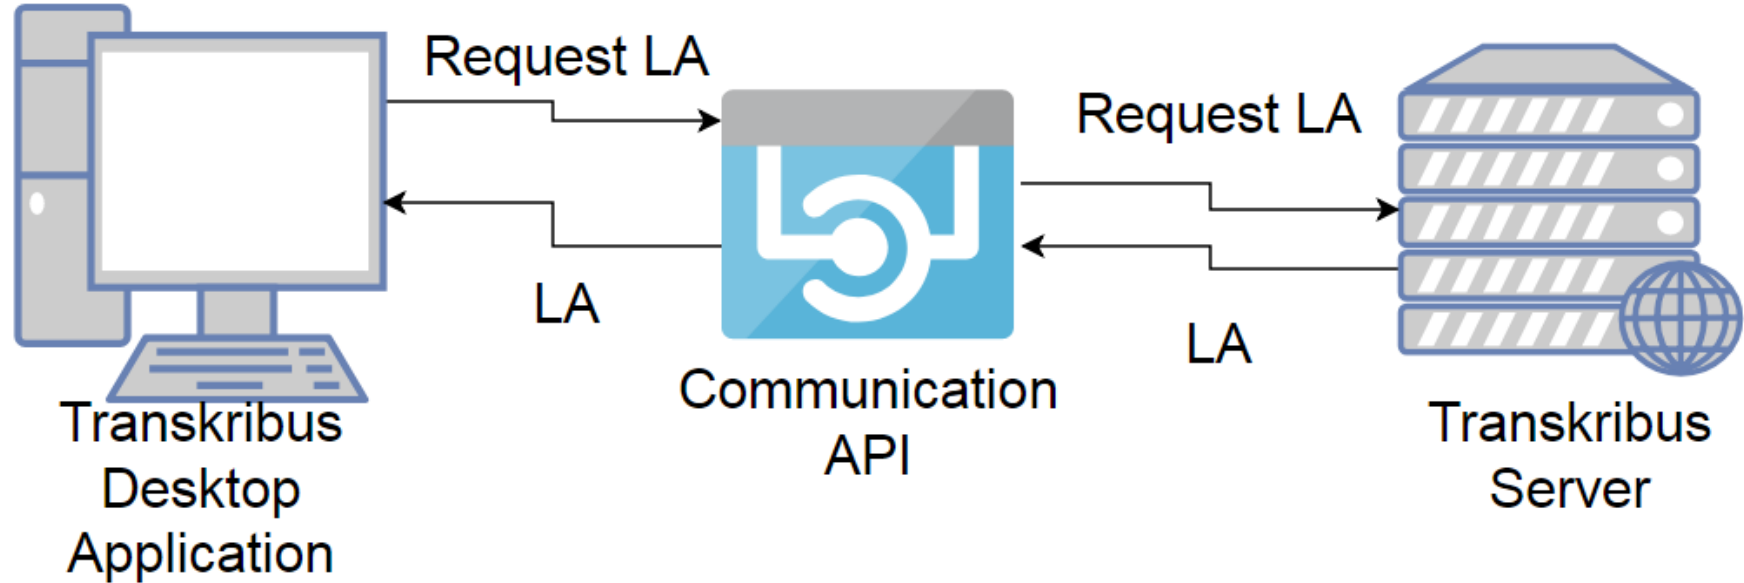 Request LA
Request LA
LA
LA
Communication
API
Transkribus
Desktop
Application
Transkribus
Server